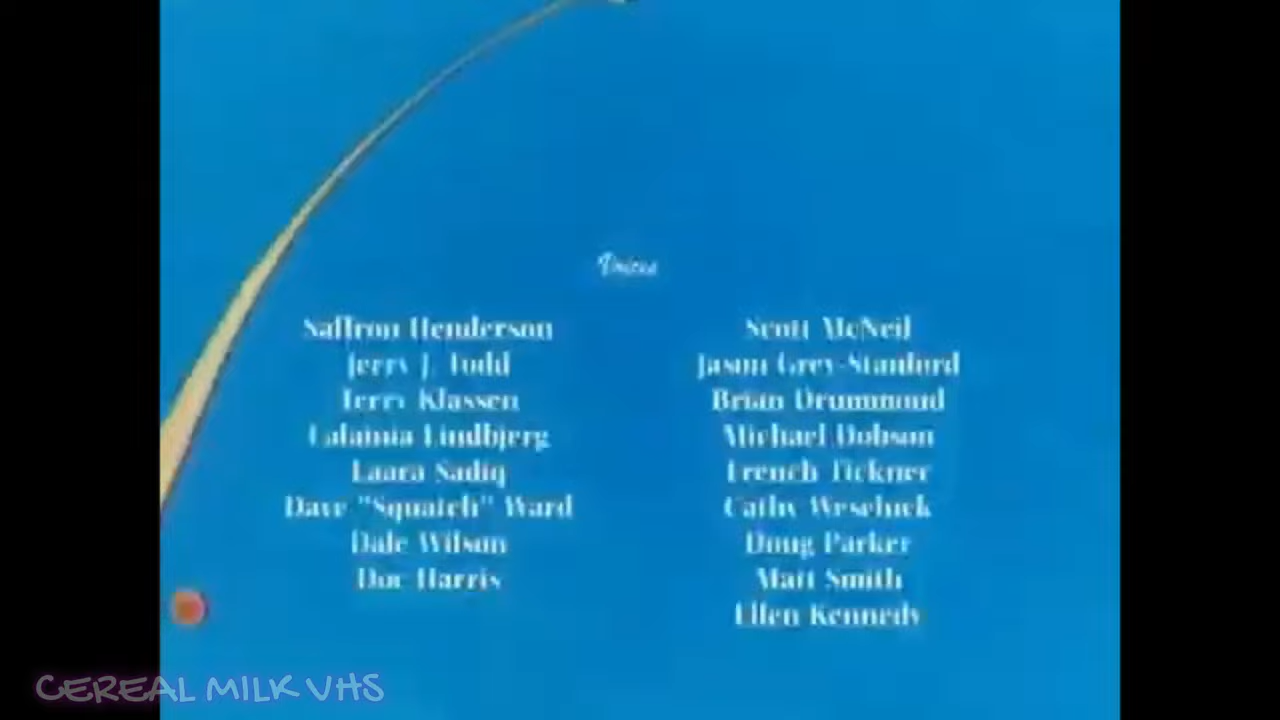 Voices
Saffron Henderson
Jerry J. Todd
Terry Klassen
Lalainia Lindbjerg
Laara Sadiq
Dave "Squatch" Ward
Dale Wilson
Doc Harris
Scott McNeil
Jason Grey-Stanford
Brian Drummond
Michael Dobson
French Tickner
Cathy Weseluck
Doug Parker
Matt Smith
Ellen Kennedy
CEREAL MILK VHS